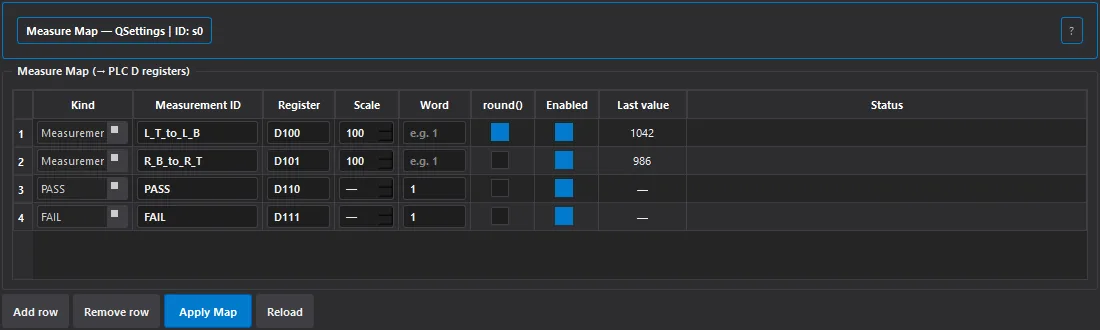 Measure Map — QSettings | ID: s0 ?
Measure Map (→ PLC D registers)
Kind Measurement ID Register Scale Word round() Enabled Last value Status
1 Measuremer L_T_to_L_B D100 100 e.g. 1 1042
2 Measuremer R_B_to_R_T D101 100 e.g. 1 986
3 PASS PASS D110 — 1 —
4 FAIL FAIL D111 — 1 —
Add row Remove row Apply Map Reload